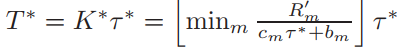 T* = K*τ* = ⌊min_m R′_m / (c_m τ* + b_m)⌋ τ*